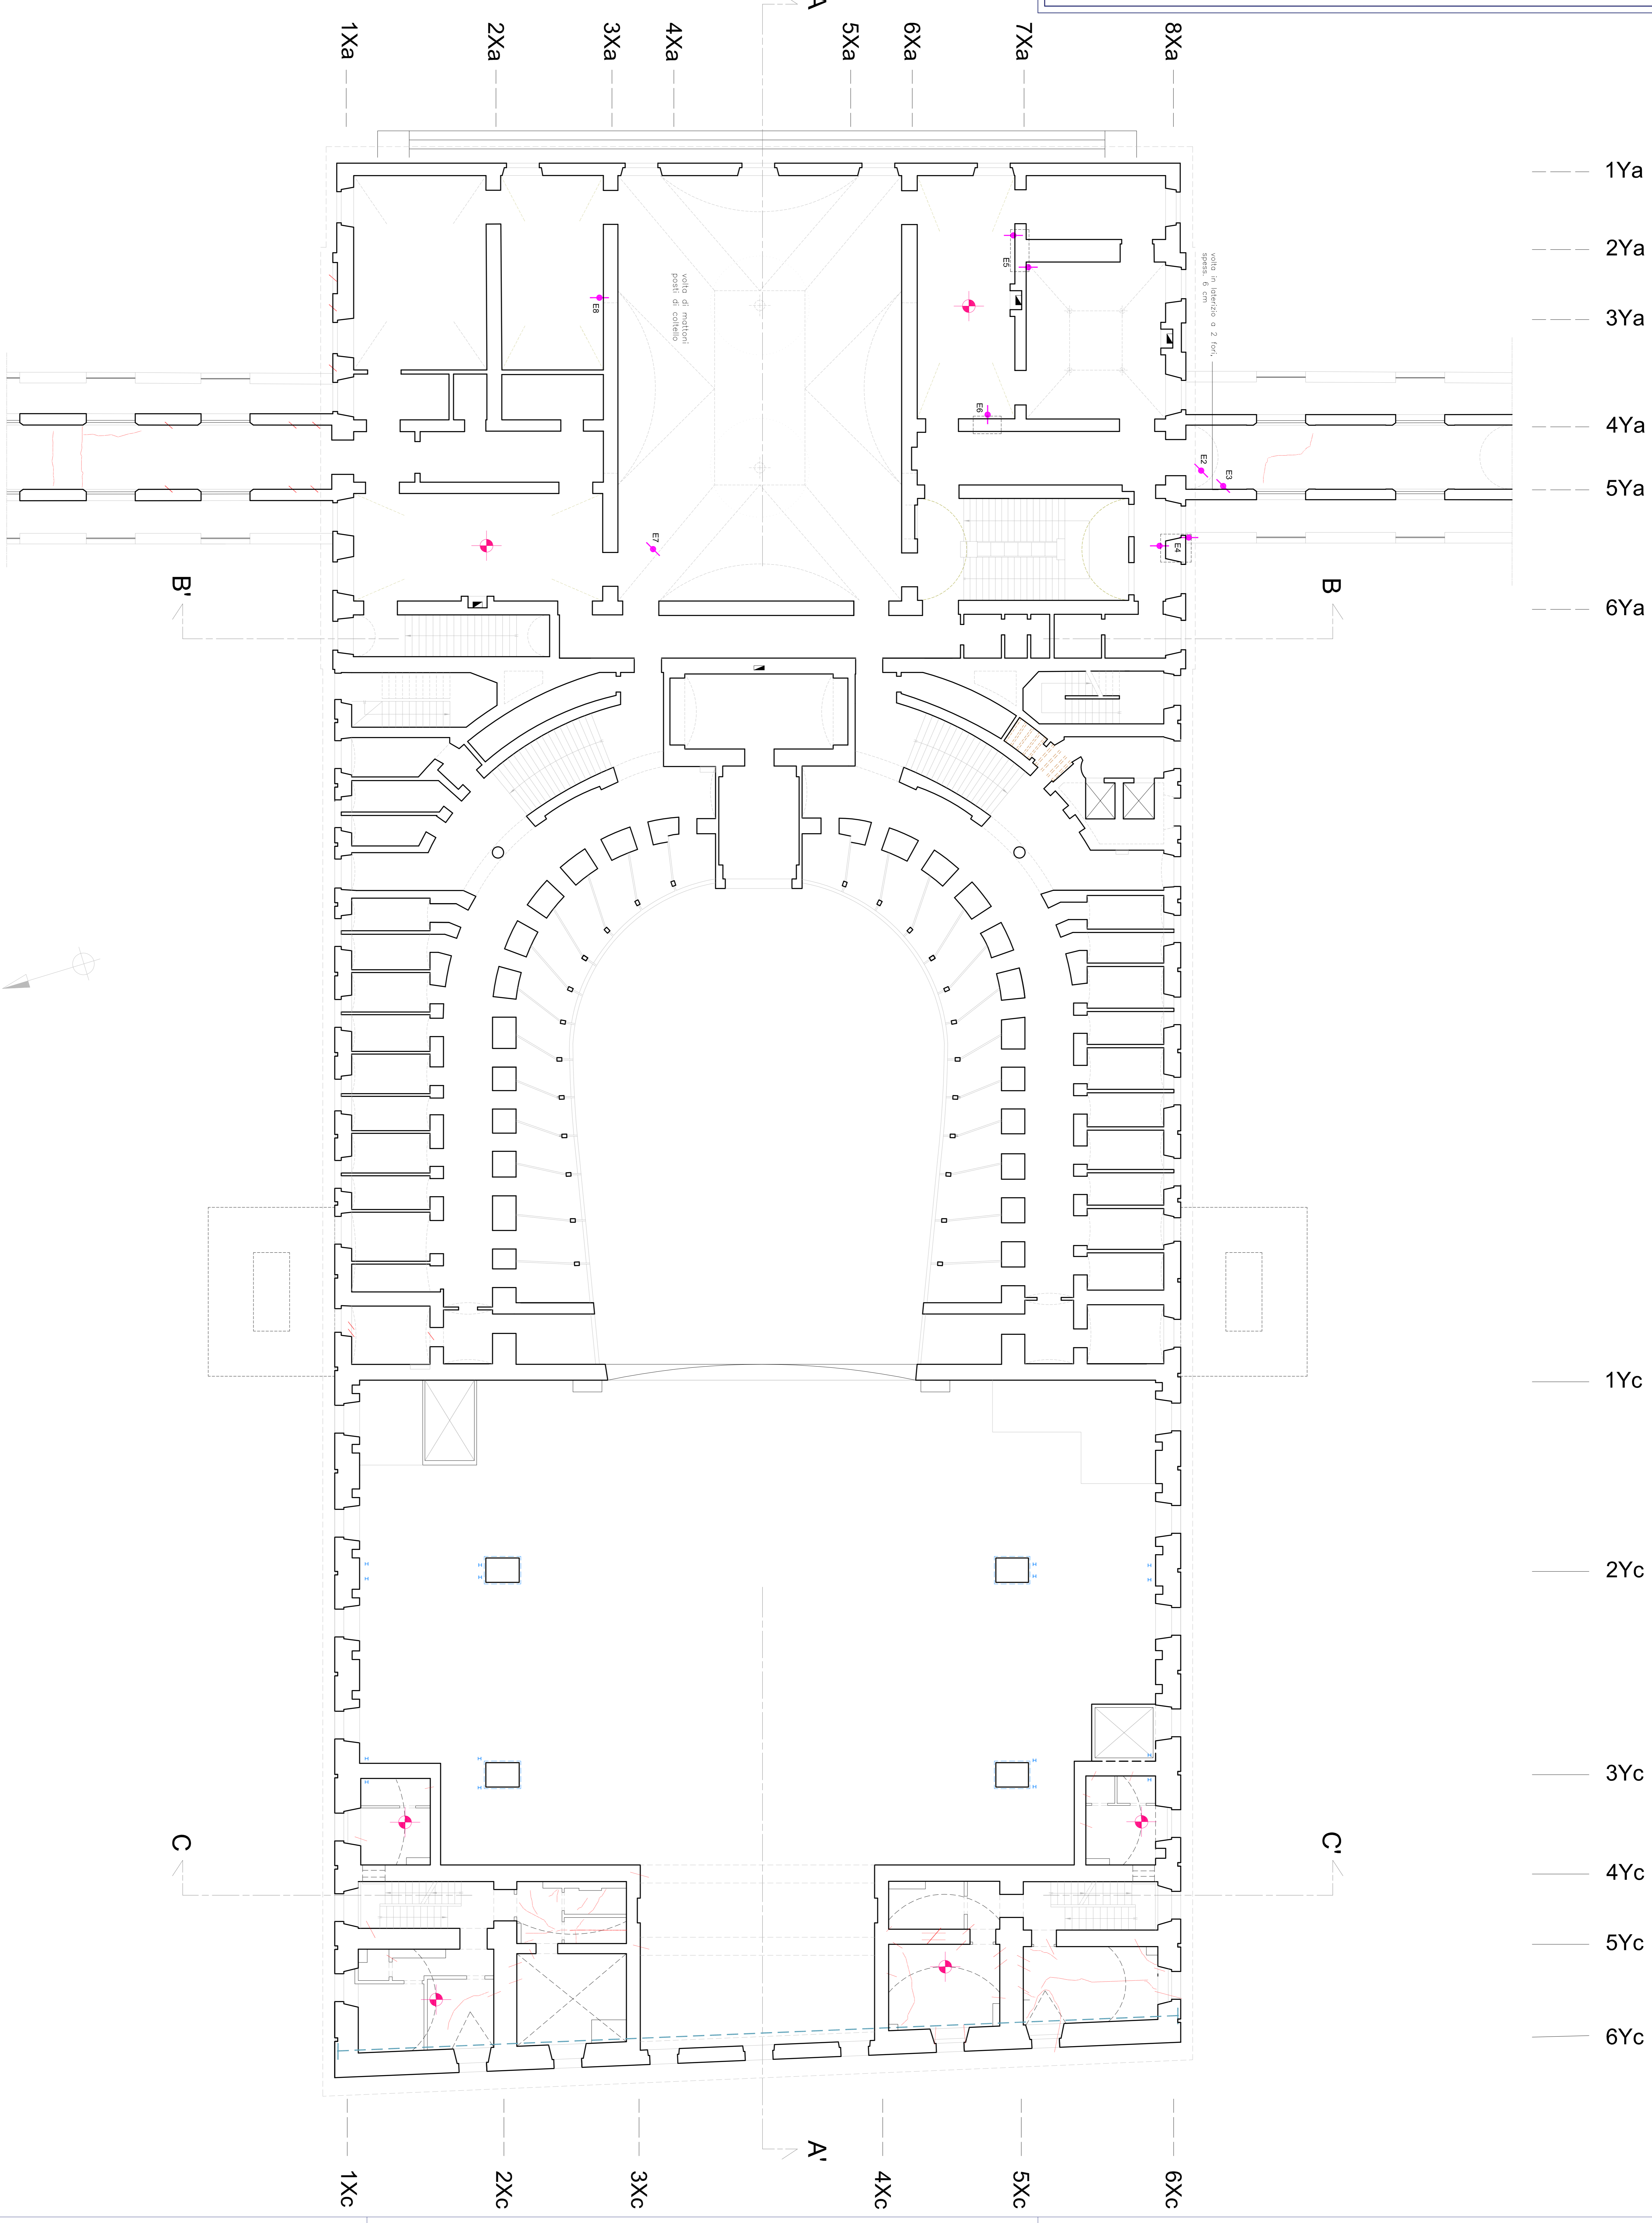 A
1Xa
2Xa
3Xa
4Xa
5Xa
6Xa
7Xa
8Xa
1Ya
2Ya
3Ya
4Ya
5Ya
6Ya
volta in laterizio a 2 fori,
spess. 6 cm
volta di mattoni
posti di coltello
E5
E8
E6
E2
E3
E4
E7
B'
B
1Yc
2Yc
3Yc
4Yc
5Yc
6Yc
C
C'
A'
1Xc
2Xc
3Xc
4Xc
5Xc
6Xc